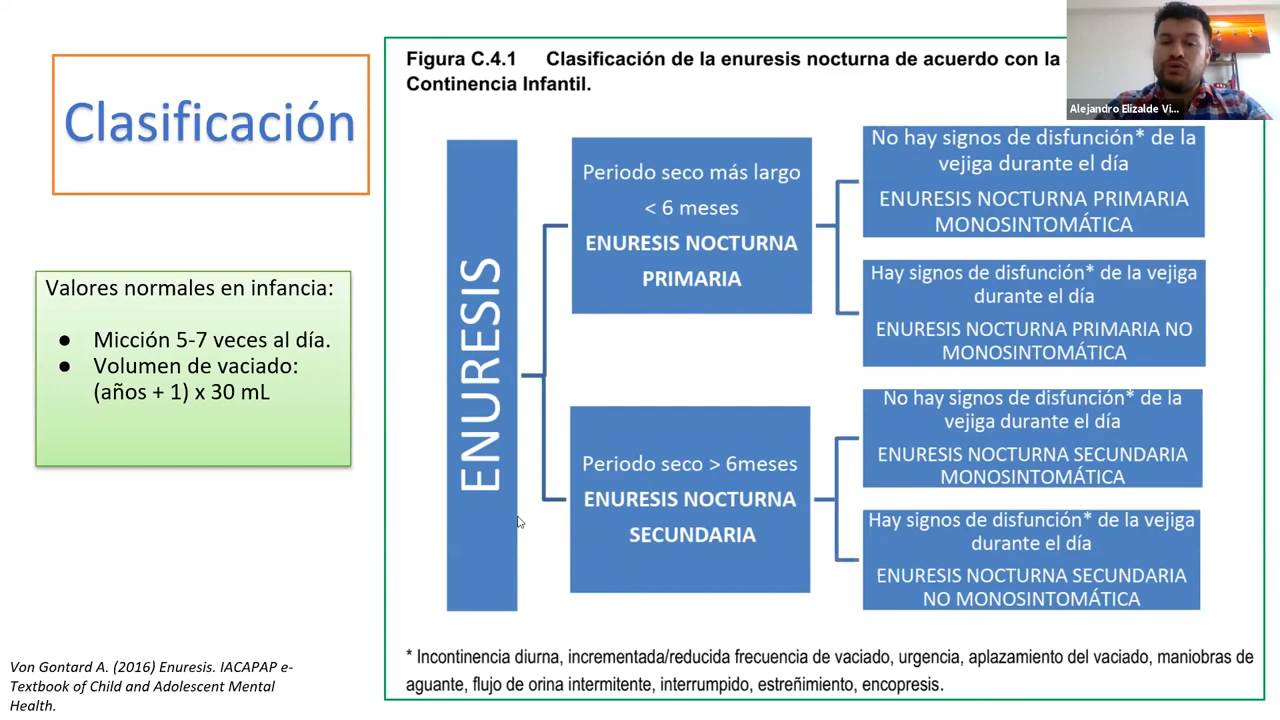 Clasificación
Valores normales en infancia:
● Micción 5-7 veces al día.
● Volumen de vaciado:
(años + 1) x 30 mL
Von Gontard A. (2016) Enuresis. IACAPAP e-
Textbook of Child and Adolescent Mental
Health.
Figura C.4.1 Clasificación de la enuresis nocturna de acuerdo con la
Continencia Infantil.
ENURESIS
Periodo seco más largo
< 6 meses
ENURESIS NOCTURNA
PRIMARIA
No hay signos de disfunción* de la
vejiga durante el día
ENURESIS NOCTURNA PRIMARIA
MONOSINTOMÁTICA
Hay signos de disfunción* de la vejiga
durante el día
ENURESIS NOCTURNA PRIMARIA NO
MONOSINTOMÁTICA
Periodo seco > 6meses
ENURESIS NOCTURNA
SECUNDARIA
No hay signos de disfunción* de la
vejiga durante el día
ENURESIS NOCTURNA SECUNDARIA
MONOSINTOMÁTICA
Hay signos de disfunción* de la vejiga
durante el día
ENURESIS NOCTURNA SECUNDARIA
NO MONOSINTOMÁTICA
* Incontinencia diurna, incrementada/reducida frecuencia de vaciado, urgencia, aplazamiento del vaciado, maniobras de
aguante, flujo de orina intermitente, interrumpido, estreñimiento, encopresis.
Alejandro Elizalde Vi...